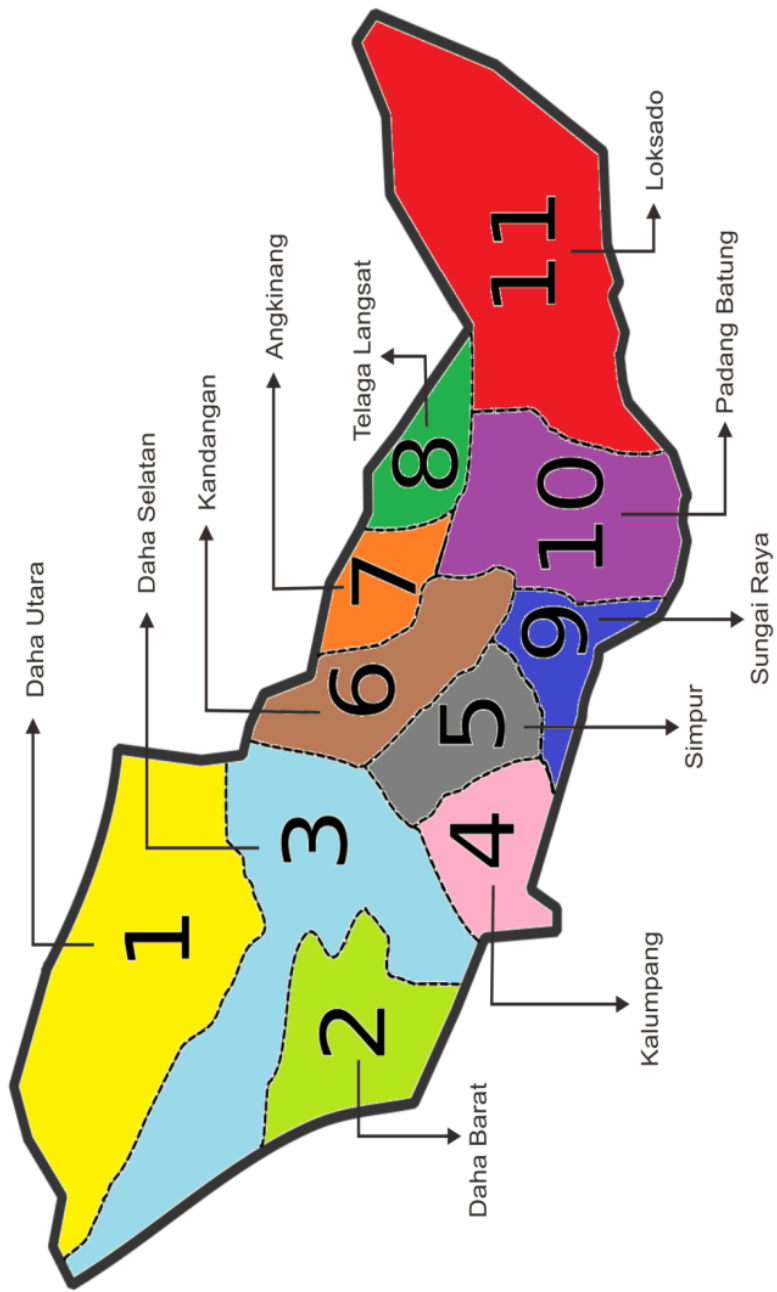 Daha Utara
Daha Selatan
Kandangan
Angkinang
Telaga Langsat
1
2
3
4
5
6
7
8
9
10
11
Daha Barat
Kalumpang
Simpur
Sungai Raya
Padang Batung
Loksado